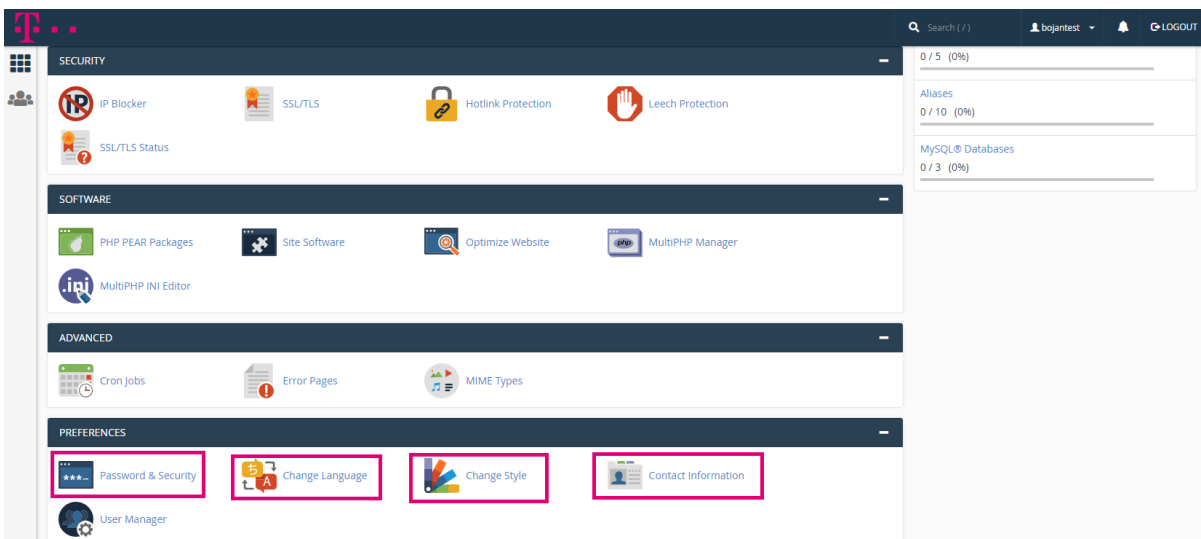 T
Search ( / )
bojantest
LOGOUT
SECURITY
IP Blocker
SSL/TLS
Hotlink Protection
Leech Protection
SSL/TLS Status
SOFTWARE
PHP PEAR Packages
Site Software
Optimize Website
php
MultiPHP Manager
.ini
MultiPHP INI Editor
ADVANCED
Cron Jobs
Error Pages
MIME Types
PREFERENCES
Password & Security
Change Language
Change Style
Contact Information
User Manager
0 / 5 (0%)
Aliases
0 / 10 (0%)
MySQL® Databases
0 / 3 (0%)